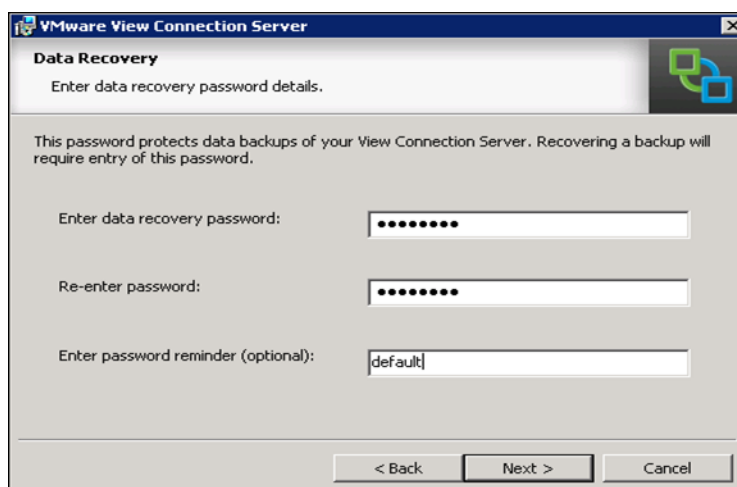 VMware View Connection Server
Data Recovery
Enter data recovery password details.
This password protects data backups of your View Connection Server. Recovering a backup will
require entry of this password.
Enter data recovery password: ••••••••
Re-enter password: ••••••••
Enter password reminder (optional): default
< Back Next > Cancel